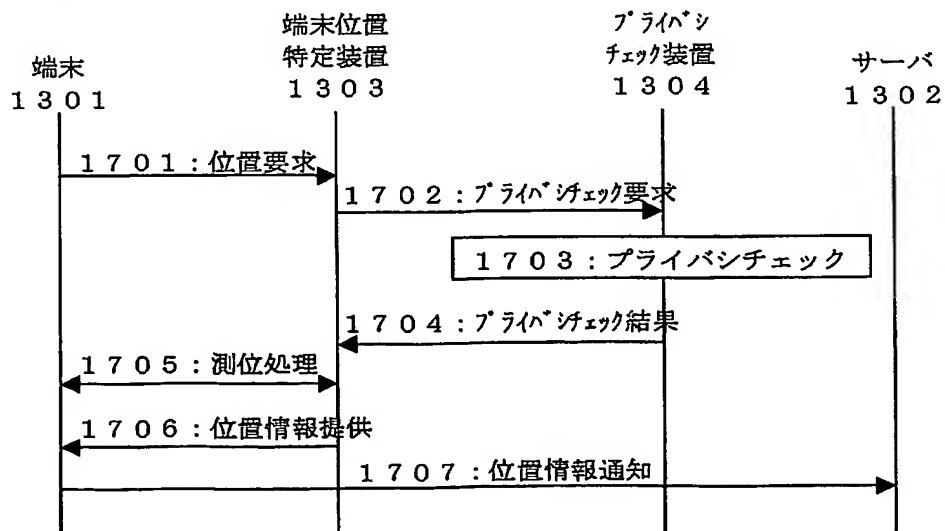 端末
１３０１
端末位置
特定装置
１３０３
ﾌﾟﾗｲﾊﾞｼ
ﾁｪｯｸ装置
１３０４
サーバ
１３０２
１７０１：位置要求
１７０２：ﾌﾟﾗｲﾊﾞｼﾁｪｯｸ要求
１７０３：プライバシチェック
１７０４：ﾌﾟﾗｲﾊﾞｼﾁｪｯｸ結果
１７０５：測位処理
１７０６：位置情報提供
１７０７：位置情報通知